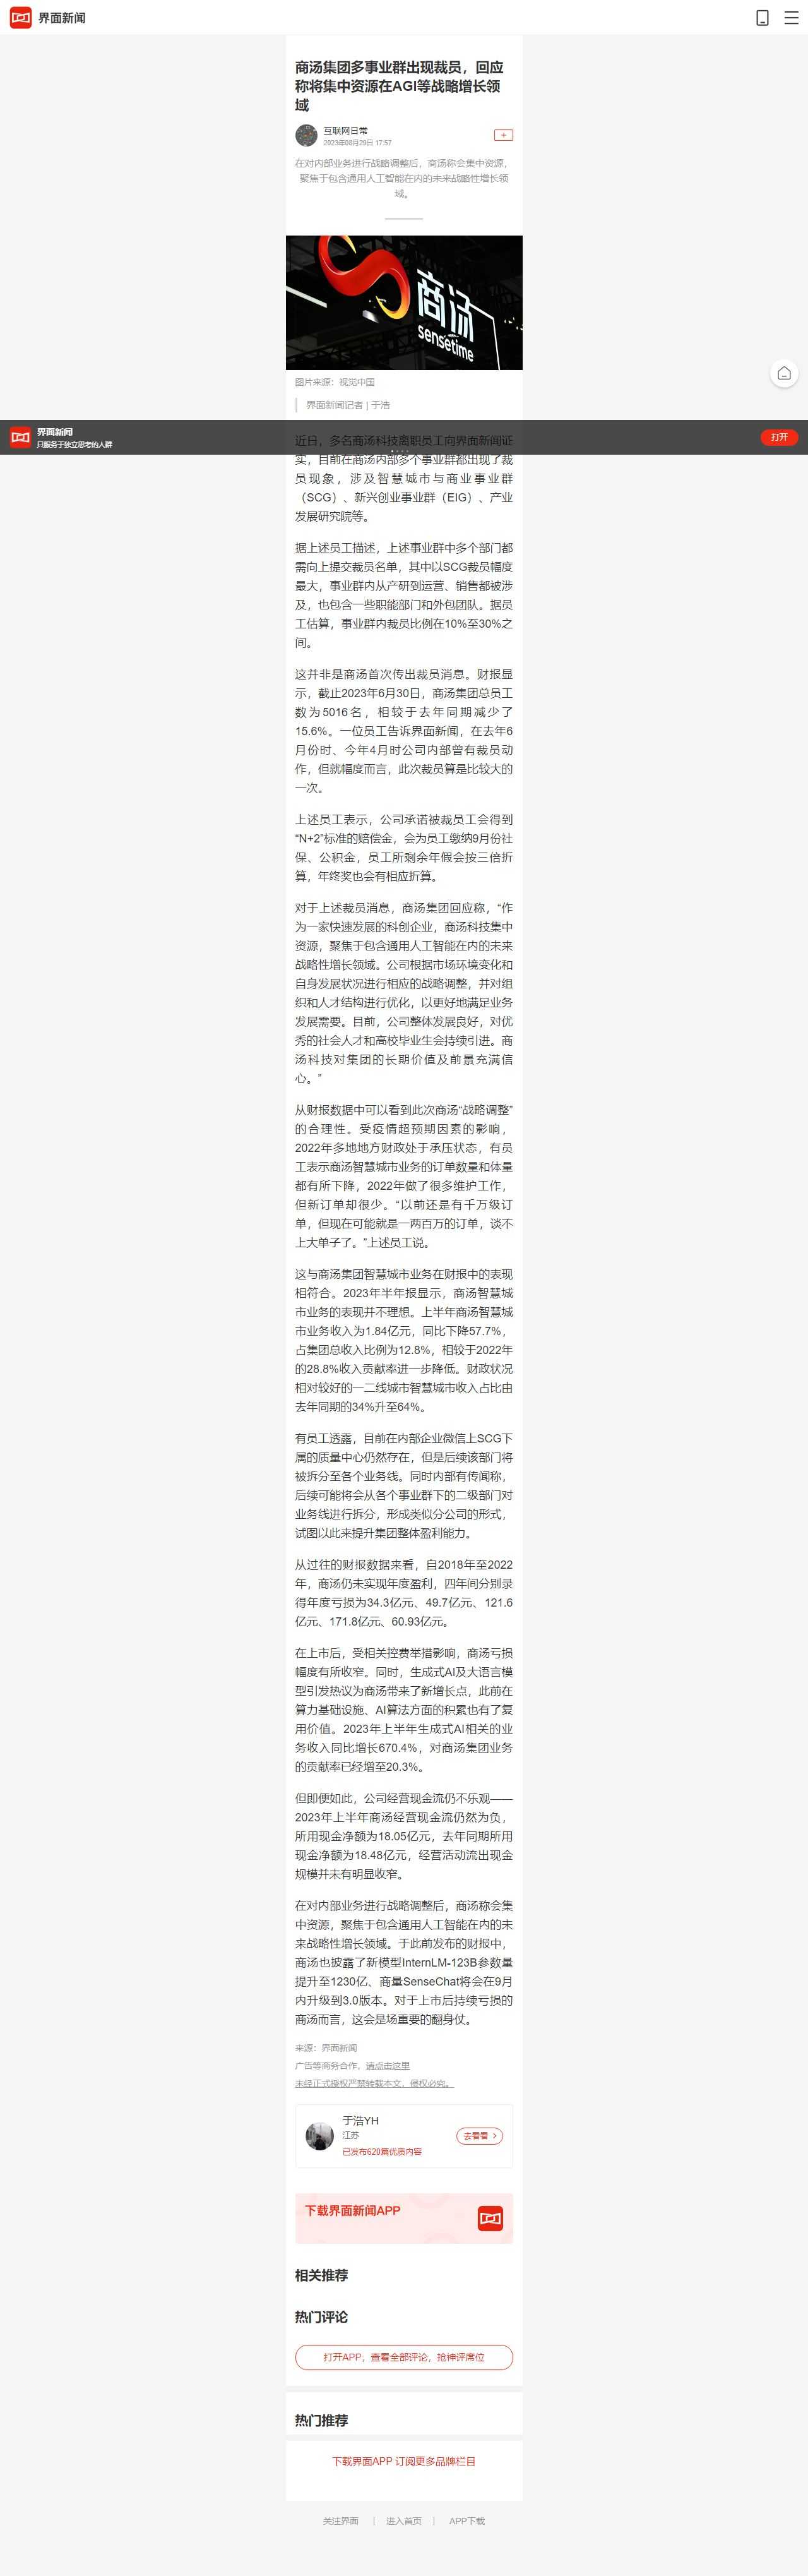 界面新闻
商汤集团多事业群出现裁员，回应
称将集中资源在AGI等战略增长领
域
互联网日常
2023年08月29日 17:57
在对内部业务进行战略调整后，商汤称会集中资源，
聚焦于包含通用人工智能在内的未来战略性增长领
域。
商汤
sensetime
图片来源：视觉中国
界面新闻记者 | 于浩
界面新闻
只服务于独立思考的人群
打开
近日，多名商汤科技离职员工向界面新闻证
实，目前在商汤内部多个事业群都出现了裁
员现象，涉及智慧城市与商业事业群
（SCG）、新兴创业事业群（EIG）、产业
发展研究院等。
据上述员工描述，上述事业群中多个部门都
需向上提交裁员名单，其中以SCG裁员幅度
最大，事业群内从产研到运营、销售都被涉
及，也包含一些职能部门和外包团队。据员
工估算，事业群内裁员比例在10%至30%之
间。
这并非是商汤首次传出裁员消息。财报显
示，截止2023年6月30日，商汤集团总员工
数为5016名，相较于去年同期减少了
15.6%。一位员工告诉界面新闻，在去年6
月份时、今年4月时公司内部曾有裁员动
作，但就幅度而言，此次裁员算是比较大的
一次。
上述员工表示，公司承诺被裁员工会得到
“N+2”标准的赔偿金，会为员工缴纳9月份社
保、公积金，员工所剩余年假会按三倍折
算，年终奖也会有相应折算。
对于上述裁员消息，商汤集团回应称，“作
为一家快速发展的科创企业，商汤科技集中
资源，聚焦于包含通用人工智能在内的未来
战略性增长领域。公司根据市场环境变化和
自身发展状况进行相应的战略调整，并对组
织和人才结构进行优化，以更好地满足业务
发展需要。目前，公司整体发展良好，对优
秀的社会人才和高校毕业生会持续引进。商
汤科技对集团的长期价值及前景充满信
心。”
从财报数据中可以看到此次商汤“战略调整”
的合理性。受疫情超预期因素的影响，
2022年多地地方财政处于承压状态，有员
工表示商汤智慧城市业务的订单数量和体量
都有所下降，2022年做了很多维护工作，
但新订单却很少。“以前还是有千万级订
单，但现在可能就是一两百万的订单，谈不
上大单子了。”上述员工说。
这与商汤集团智慧城市业务在财报中的表现
相符合。2023年半年报显示，商汤智慧城
市业务的表现并不理想。上半年商汤智慧城
市业务收入为1.84亿元，同比下降57.7%，
占集团总收入比例为12.8%，相较于2022年
的28.8%收入贡献率进一步降低。财政状况
相对较好的一二线城市智慧城市收入占比由
去年同期的34%升至64%。
有员工透露，目前在内部企业微信上SCG下
属的质量中心仍然存在，但是后续该部门将
被拆分至各个业务线。同时内部有传闻称，
后续可能将会从各个事业群下的二级部门对
业务线进行拆分，形成类似分公司的形式，
试图以此来提升集团整体盈利能力。
从过往的财报数据来看，自2018年至2022
年，商汤仍未实现年度盈利，四年间分别录
得年度亏损为34.3亿元、49.7亿元、121.6
亿元、171.8亿元、60.93亿元。
在上市后，受相关控费举措影响，商汤亏损
幅度有所收窄。同时，生成式AI及大语言模
型引发热议为商汤带来了新增长点，此前在
算力基础设施、AI算法方面的积累也有了复
用价值。2023年上半年生成式AI相关的业
务收入同比增长670.4%，对商汤集团业务
的贡献率已经增至20.3%。
但即便如此，公司经营现金流仍不乐观——
2023年上半年商汤经营现金流仍然为负，
所用现金净额为18.05亿元，去年同期所用
现金净额为18.48亿元，经营活动流出现金
规模并未有明显收窄。
在对内部业务进行战略调整后，商汤称会集
中资源，聚焦于包含通用人工智能在内的未
来战略性增长领域。于此前发布的财报中，
商汤也披露了新模型InternLM-123B参数量
提升至1230亿、商量SenseChat将会在9月
内升级到3.0版本。对于上市后持续亏损的
商汤而言，这会是场重要的翻身仗。
来源：界面新闻
广告等商务合作，请点击这里
未经正式授权严禁转载本文，侵权必究。
于浩YH
江苏
已发布620篇优质内容
去看看
下载界面新闻APP
相关推荐
热门评论
打开APP，查看全部评论，抢神评席位
热门推荐
下载界面APP 订阅更多品牌栏目
关注界面 | 进入首页 | APP下载